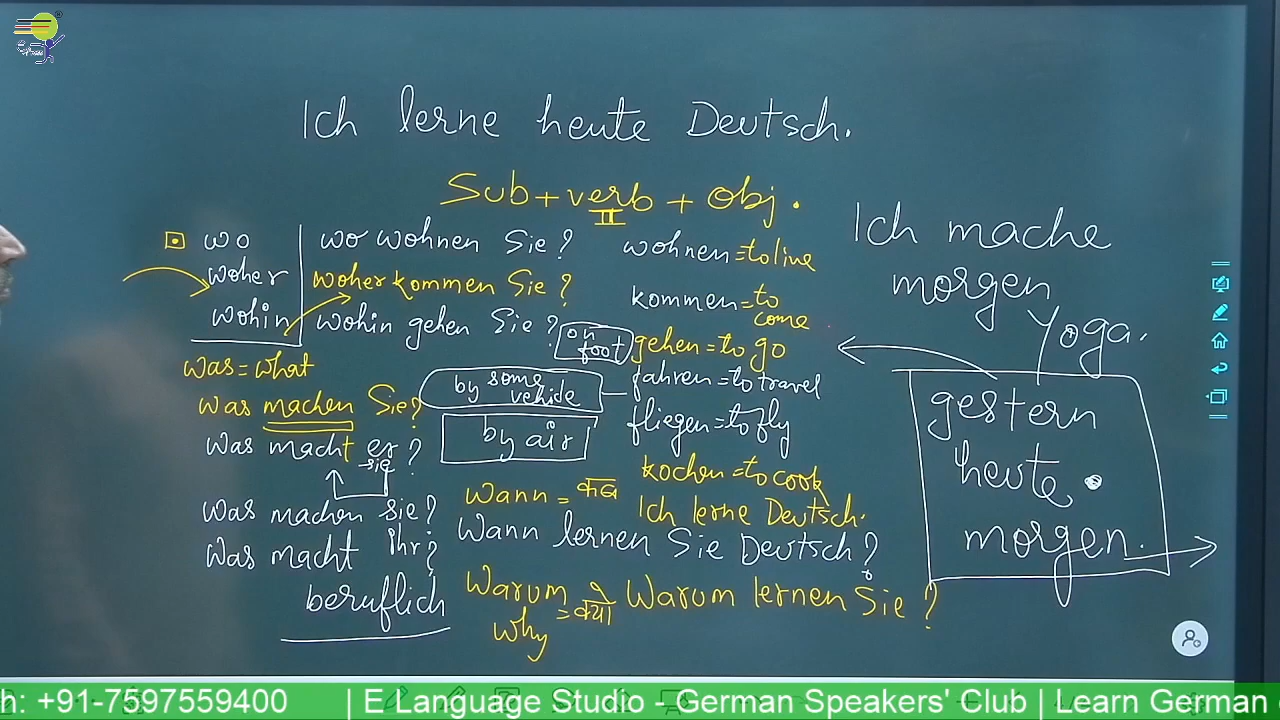 Ich lerne heute Deutsch.
Sub + verb + Obj.
II
wo
woher
wohin
wo wohnen Sie?
woher kommen Sie?
wohin gehen Sie?
was = what
was machen Sie?
Was macht er?
sie
Was machen sie?
Was macht ihr?
beruflich
wohnen = to live
kommen = to
come
on
foot
gehen = to go
by some
vehicle
fahren = to travel
by air
fliegen = to fly
kochen = to cook
Wann = कब
Ich lerne Deutsch.
Wann lernen Sie Deutsch?
Warum = क्यों
why
Warum lernen Sie?
Ich mache
morgen
Yoga.
gestern
heute
morgen.
h: +91-7597559400 | E Language Studio - German Speakers' Club | Learn German